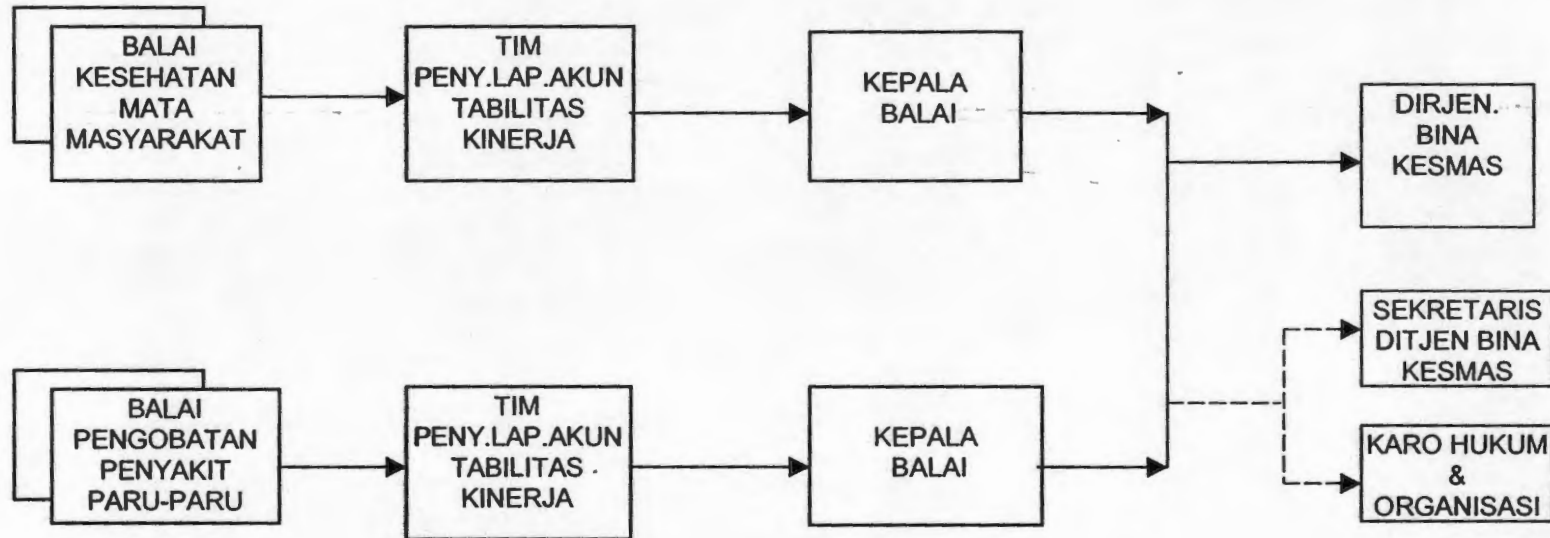 BALAI
KESEHATAN
MATA
MASYARAKAT
TIM
PENY.LAP.AKUN
TABILITAS
KINERJA
KEPALA
BALAI
DIRJEN.
BINA
KESMAS
SEKRETARIS
DITJEN BINA
KESMAS
BALAI
PENGOBATAN
PENYAKIT
PARU-PARU
TIM
PENY.LAP.AKUN
TABILITAS
KINERJA
KEPALA
BALAI
KARO HUKUM
&
ORGANISASI